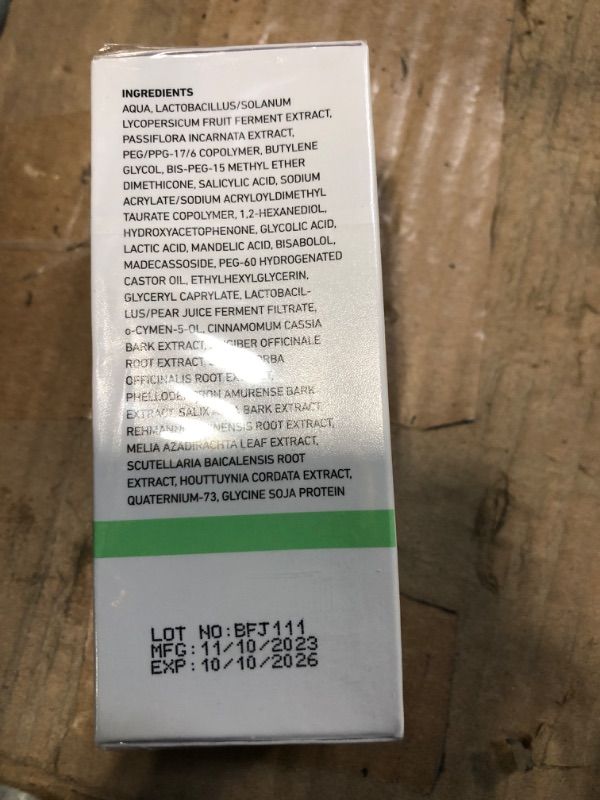 INGREDIENTS
AQUA, LACTOBACILLUS/SOLANUM
LYCOPERSICUM FRUIT FERMENT EXTRACT,
PASSIFLORA INCARNATA EXTRACT,
PEG/PPG-17/6 COPOLYMER, BUTYLENE
GLYCOL, BIS-PEG-15 METHYL ETHER
DIMETHICONE, SALICYLIC ACID, SODIUM
ACRYLATE/SODIUM ACRYLOYLDIMETHYL
TAURATE COPOLYMER, 1,2-HEXANEDIOL,
HYDROXYACETOPHENONE, GLYCOLIC ACID,
LACTIC ACID, MANDELIC ACID, BISABOLOL,
MADECASSOSIDE, PEG-60 HYDROGENATED
CASTOR OIL, ETHYLHEXYLGLYCERIN,
GLYCERYL CAPRYLATE, LACTOBACIL-
LUS/PEAR JUICE FERMENT FILTRATE,
o-CYMEN-5-OL, CINNAMOMUM CASSIA
BARK EXTRACT, OFFICINALE
ROOT EXTRACT,
OFFICINALIS ROOT
AMURENSE BARK
EXTRACT, SALIX BARK EXTRACT,
ROOT EXTRACT,
MELIA AZADIRACHTA LEAF EXTRACT,
SCUTELLARIA BAICALENSIS ROOT
EXTRACT, HOUTTUYNIA CORDATA EXTRACT,
QUATERNIUM-73, GLYCINE SOJA PROTEIN
LOT NO:BFJ111
MFG:11/10/2023
EXP:10/10/2026